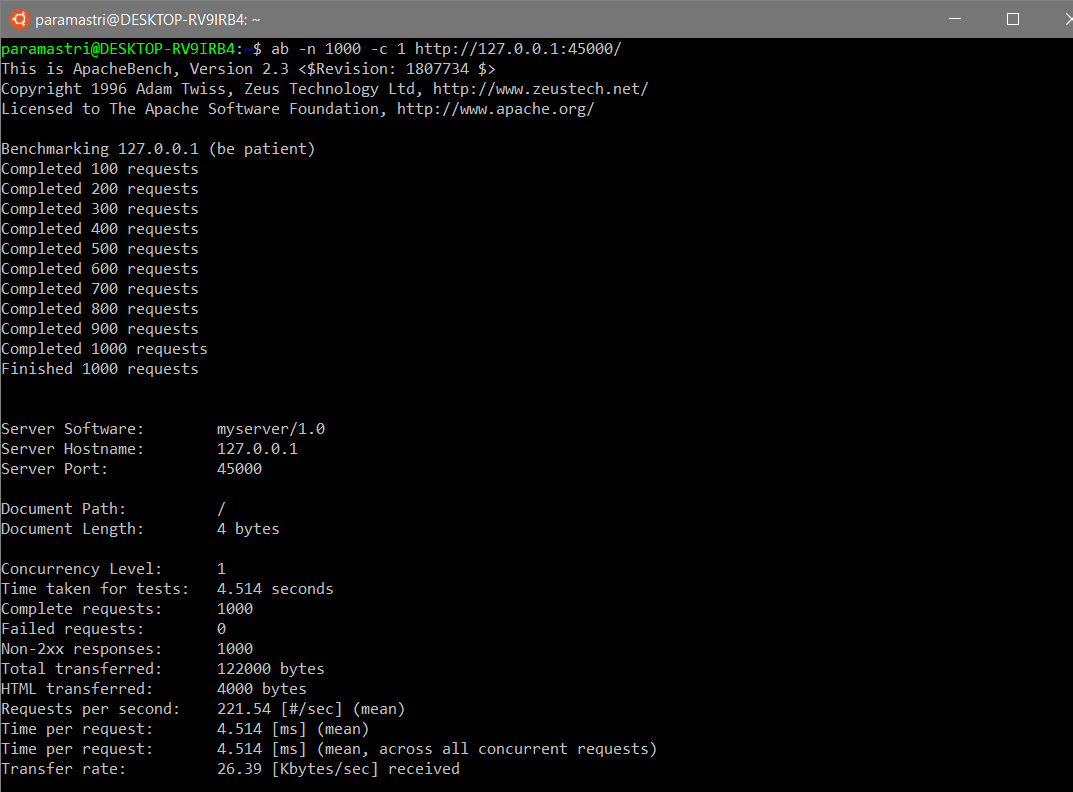 paramastri@DESKTOP-RV9IRB4: ~
paramastri@DESKTOP-RV9IRB4:~$ ab -n 1000 -c 1 http://127.0.0.1:45000/
This is ApacheBench, Version 2.3 <$Revision: 1807734 $>
Copyright 1996 Adam Twiss, Zeus Technology Ltd, http://www.zeustech.net/
Licensed to The Apache Software Foundation, http://www.apache.org/

Benchmarking 127.0.0.1 (be patient)
Completed 100 requests
Completed 200 requests
Completed 300 requests
Completed 400 requests
Completed 500 requests
Completed 600 requests
Completed 700 requests
Completed 800 requests
Completed 900 requests
Completed 1000 requests
Finished 1000 requests


Server Software:        myserver/1.0
Server Hostname:        127.0.0.1
Server Port:            45000

Document Path:          /
Document Length:        4 bytes

Concurrency Level:      1
Time taken for tests:   4.514 seconds
Complete requests:      1000
Failed requests:        0
Non-2xx responses:      1000
Total transferred:      122000 bytes
HTML transferred:       4000 bytes
Requests per second:    221.54 [#/sec] (mean)
Time per request:       4.514 [ms] (mean)
Time per request:       4.514 [ms] (mean, across all concurrent requests)
Transfer rate:          26.39 [Kbytes/sec] received